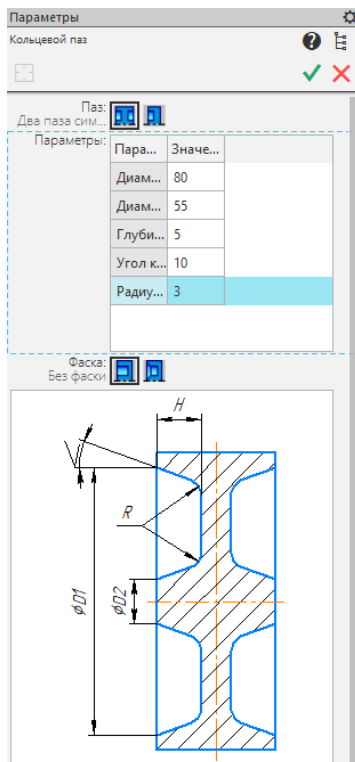 Параметры
Кольцевой паз
Паз:
Два паза сим...
Параметры:
Пара... Значе...
Диам... 80
Диам... 55
Глуби... 5
Угол к... 10
Радиу... 3
Фаска:
Без фаски
H
V
R
⌀D1
⌀D2